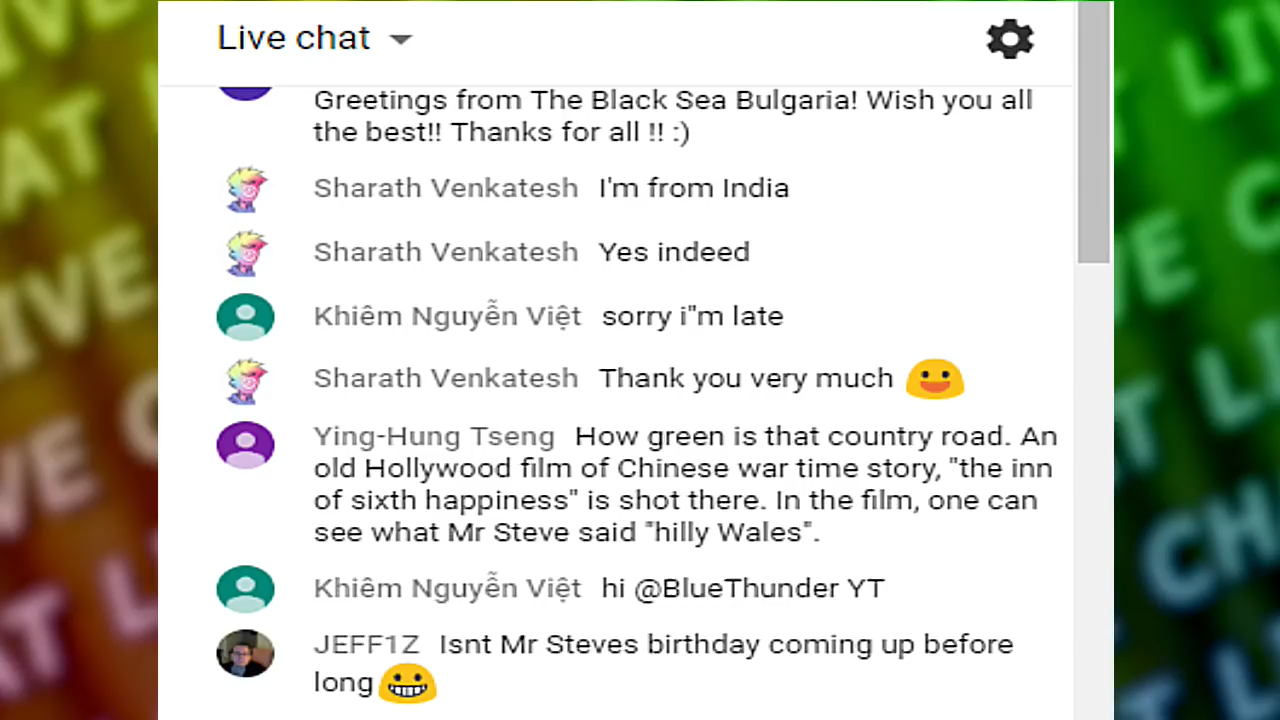 Live chat
Greetings from The Black Sea Bulgaria! Wish you all
the best!! Thanks for all !! :)
Sharath Venkatesh I'm from India
Sharath Venkatesh Yes indeed
Khiêm Nguyễn Việt sorry i"m late
Sharath Venkatesh Thank you very much 😃
Ying-Hung Tseng How green is that country road. An
old Hollywood film of Chinese war time story, "the inn
of sixth happiness" is shot there. In the film, one can
see what Mr Steve said "hilly Wales".
Khiêm Nguyễn Việt hi @BlueThunder YT
JEFF1Z Isnt Mr Steves birthday coming up before
long 😀